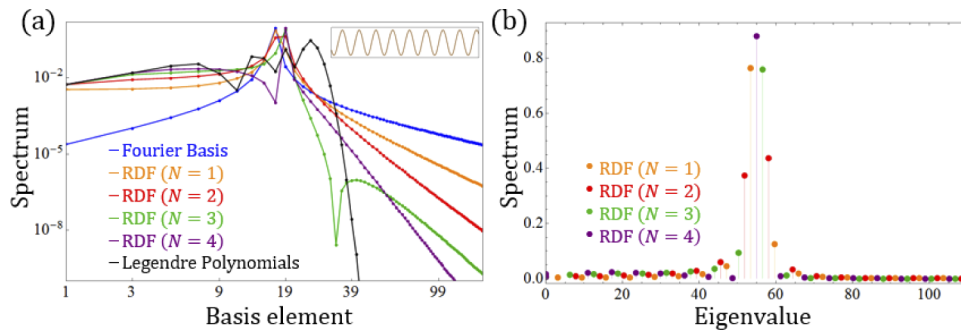 (a)
Spectrum
10⁻²
10⁻⁵
10⁻⁸
Fourier Basis
RDF (N = 1)
RDF (N = 2)
RDF (N = 3)
RDF (N = 4)
Legendre Polynomials
1 3 9 19 39 99
Basis element
(b)
Spectrum
0.8
0.6
0.4
0.2
0.0
RDF (N = 1)
RDF (N = 2)
RDF (N = 3)
RDF (N = 4)
0 20 40 60 80 100
Eigenvalue